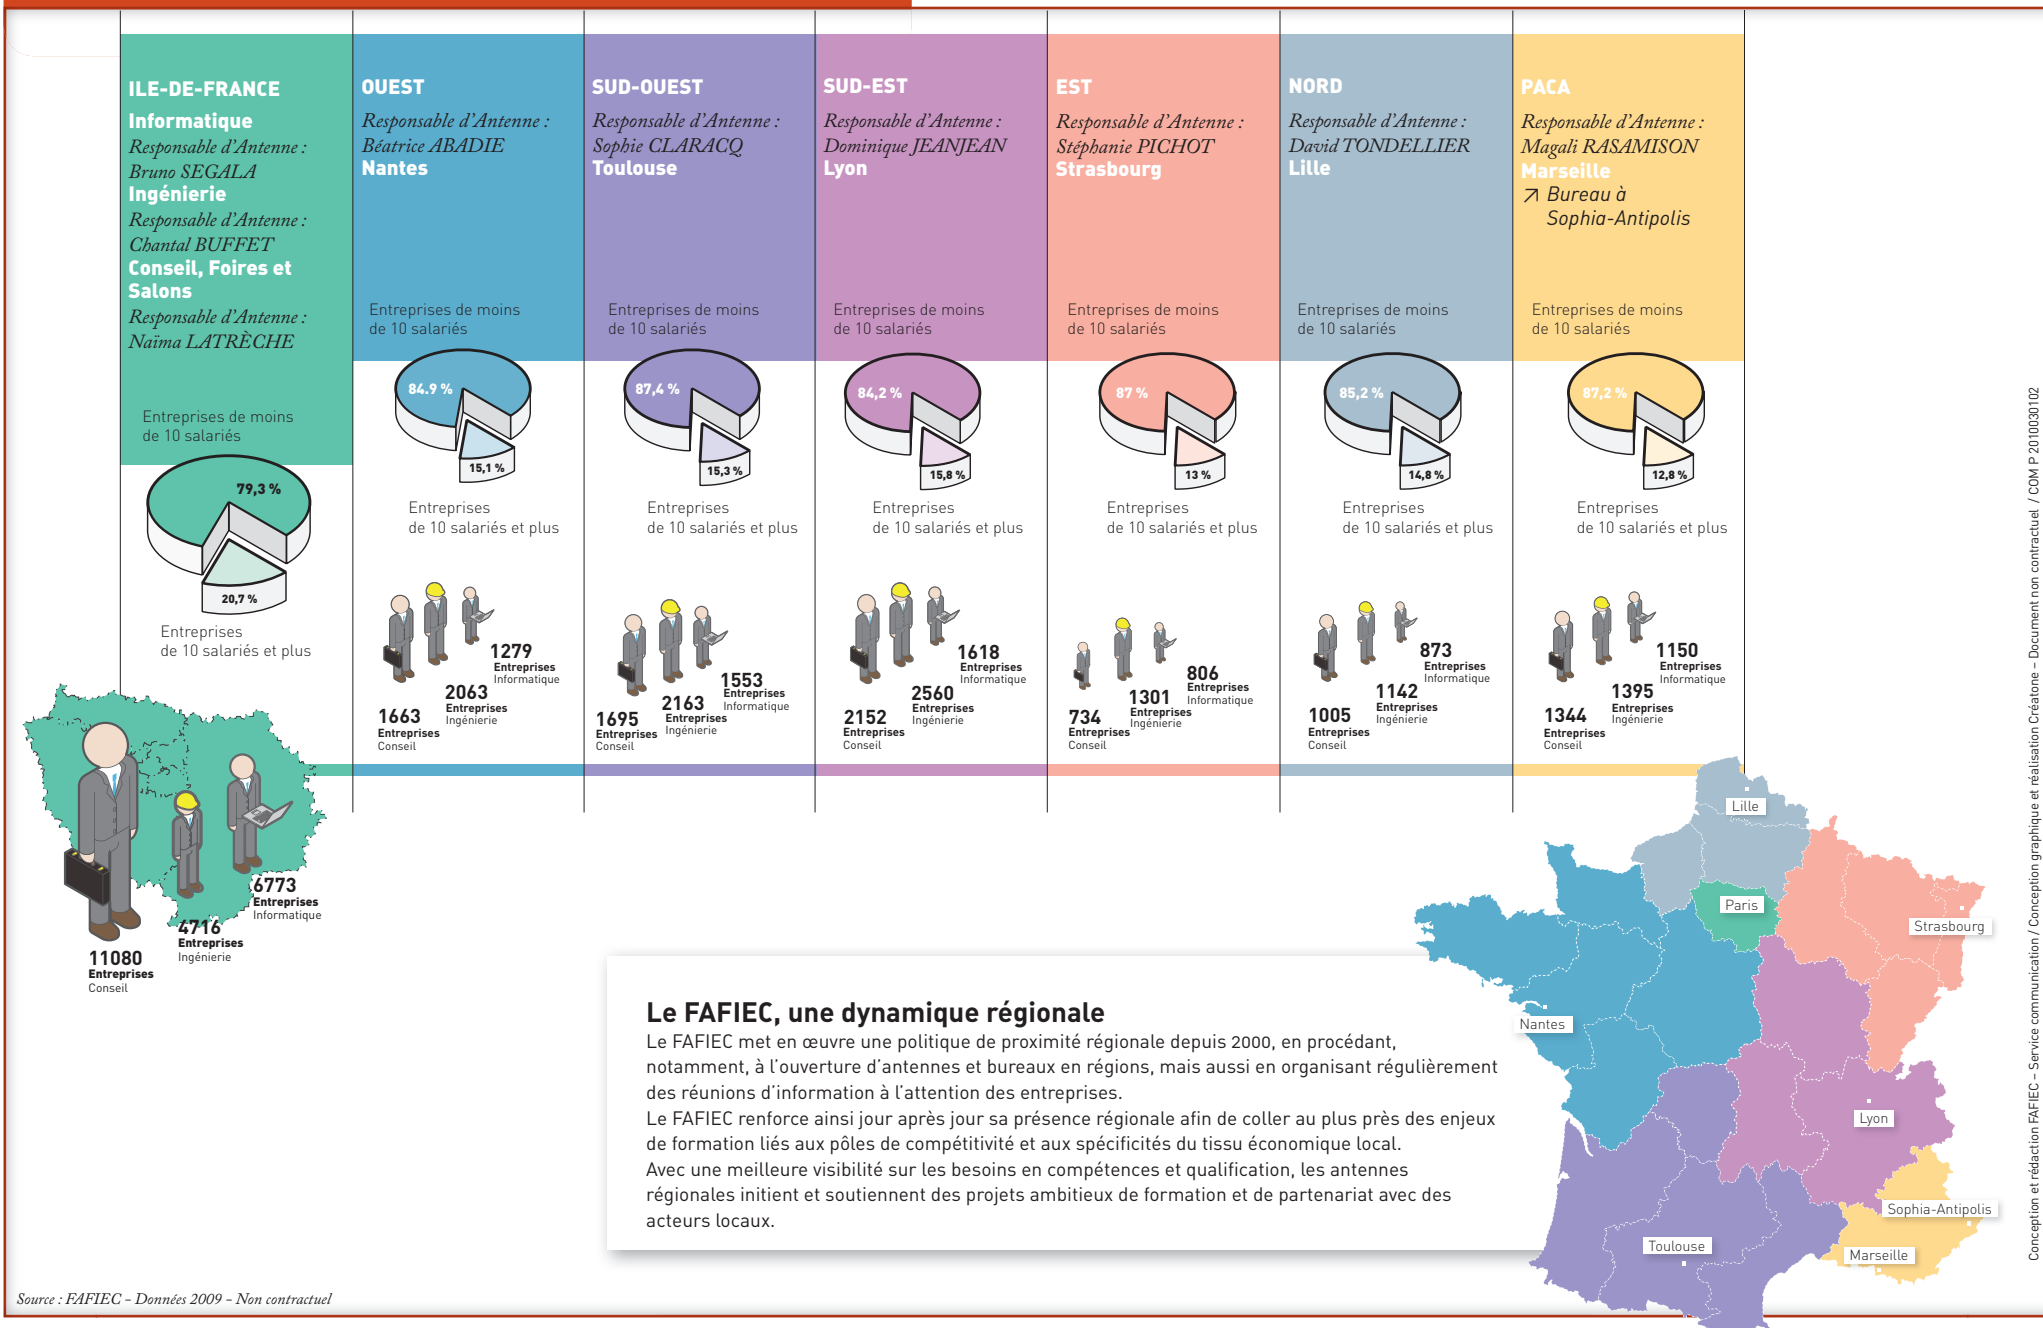 ILE-DE-FRANCE
Informatique
Responsable d'Antenne :
Bruno SEGALA
Ingénierie
Responsable d'Antenne :
Chantal BUFFET
Conseil, Foires et
Salons
Responsable d'Antenne :
Naïma LATRÈCHE
Entreprises de moins
de 10 salariés
79,3 %
20,7 %
Entreprises
de 10 salariés et plus
11080
Entreprises
Conseil
4716
Entreprises
Ingénierie
6773
Entreprises
Informatique
OUEST
Responsable d'Antenne :
Béatrice ABADIE
Nantes
Entreprises de moins
de 10 salariés
84.9 %
15,1 %
Entreprises
de 10 salariés et plus
1663
Entreprises
Conseil
2063
Entreprises
Ingénierie
1279
Entreprises
Informatique
SUD-OUEST
Responsable d'Antenne :
Sophie CLARACQ
Toulouse
Entreprises de moins
de 10 salariés
87,4 %
15,3 %
Entreprises
de 10 salariés et plus
1695
Entreprises
Conseil
2163
Entreprises
Ingénierie
1553
Entreprises
Informatique
SUD-EST
Responsable d'Antenne :
Dominique JEANJEAN
Lyon
Entreprises de moins
de 10 salariés
84,2 %
15,8 %
Entreprises
de 10 salariés et plus
2152
Entreprises
Conseil
2560
Entreprises
Ingénierie
1618
Entreprises
Informatique
EST
Responsable d'Antenne :
Stéphanie PICHOT
Strasbourg
Entreprises de moins
de 10 salariés
87 %
13 %
Entreprises
de 10 salariés et plus
734
Entreprises
Conseil
1301
Entreprises
Ingénierie
806
Entreprises
Informatique
NORD
Responsable d'Antenne :
David TONDELLIER
Lille
Entreprises de moins
de 10 salariés
85,2 %
14,8 %
Entreprises
de 10 salariés et plus
1005
Entreprises
Conseil
1142
Entreprises
Ingénierie
873
Entreprises
Informatique
PACA
Responsable d'Antenne :
Magali RASAMISON
Marseille
↗ Bureau à
Sophia-Antipolis
Entreprises de moins
de 10 salariés
87,2 %
12,8 %
Entreprises
de 10 salariés et plus
1344
Entreprises
Conseil
1395
Entreprises
Ingénierie
1150
Entreprises
Informatique
Lille
Paris
Strasbourg
Nantes
Lyon
Sophia-Antipolis
Toulouse
Marseille
Le FAFIEC, une dynamique régionale
Le FAFIEC met en œuvre une politique de proximité régionale depuis 2000, en procédant,
notamment, à l'ouverture d'antennes et bureaux en régions, mais aussi en organisant régulièrement
des réunions d'information à l'attention des entreprises.
Le FAFIEC renforce ainsi jour après jour sa présence régionale afin de coller au plus près des enjeux
de formation liés aux pôles de compétitivité et aux spécificités du tissu économique local.
Avec une meilleure visibilité sur les besoins en compétences et qualification, les antennes
régionales initient et soutiennent des projets ambitieux de formation et de partenariat avec des
acteurs locaux.
Source : FAFIEC - Données 2009 - Non contractuel
Conception et rédaction FAFIEC – Service communication / Conception graphique et réalisation Créatone – Document non contractuel / COM P 2010030102